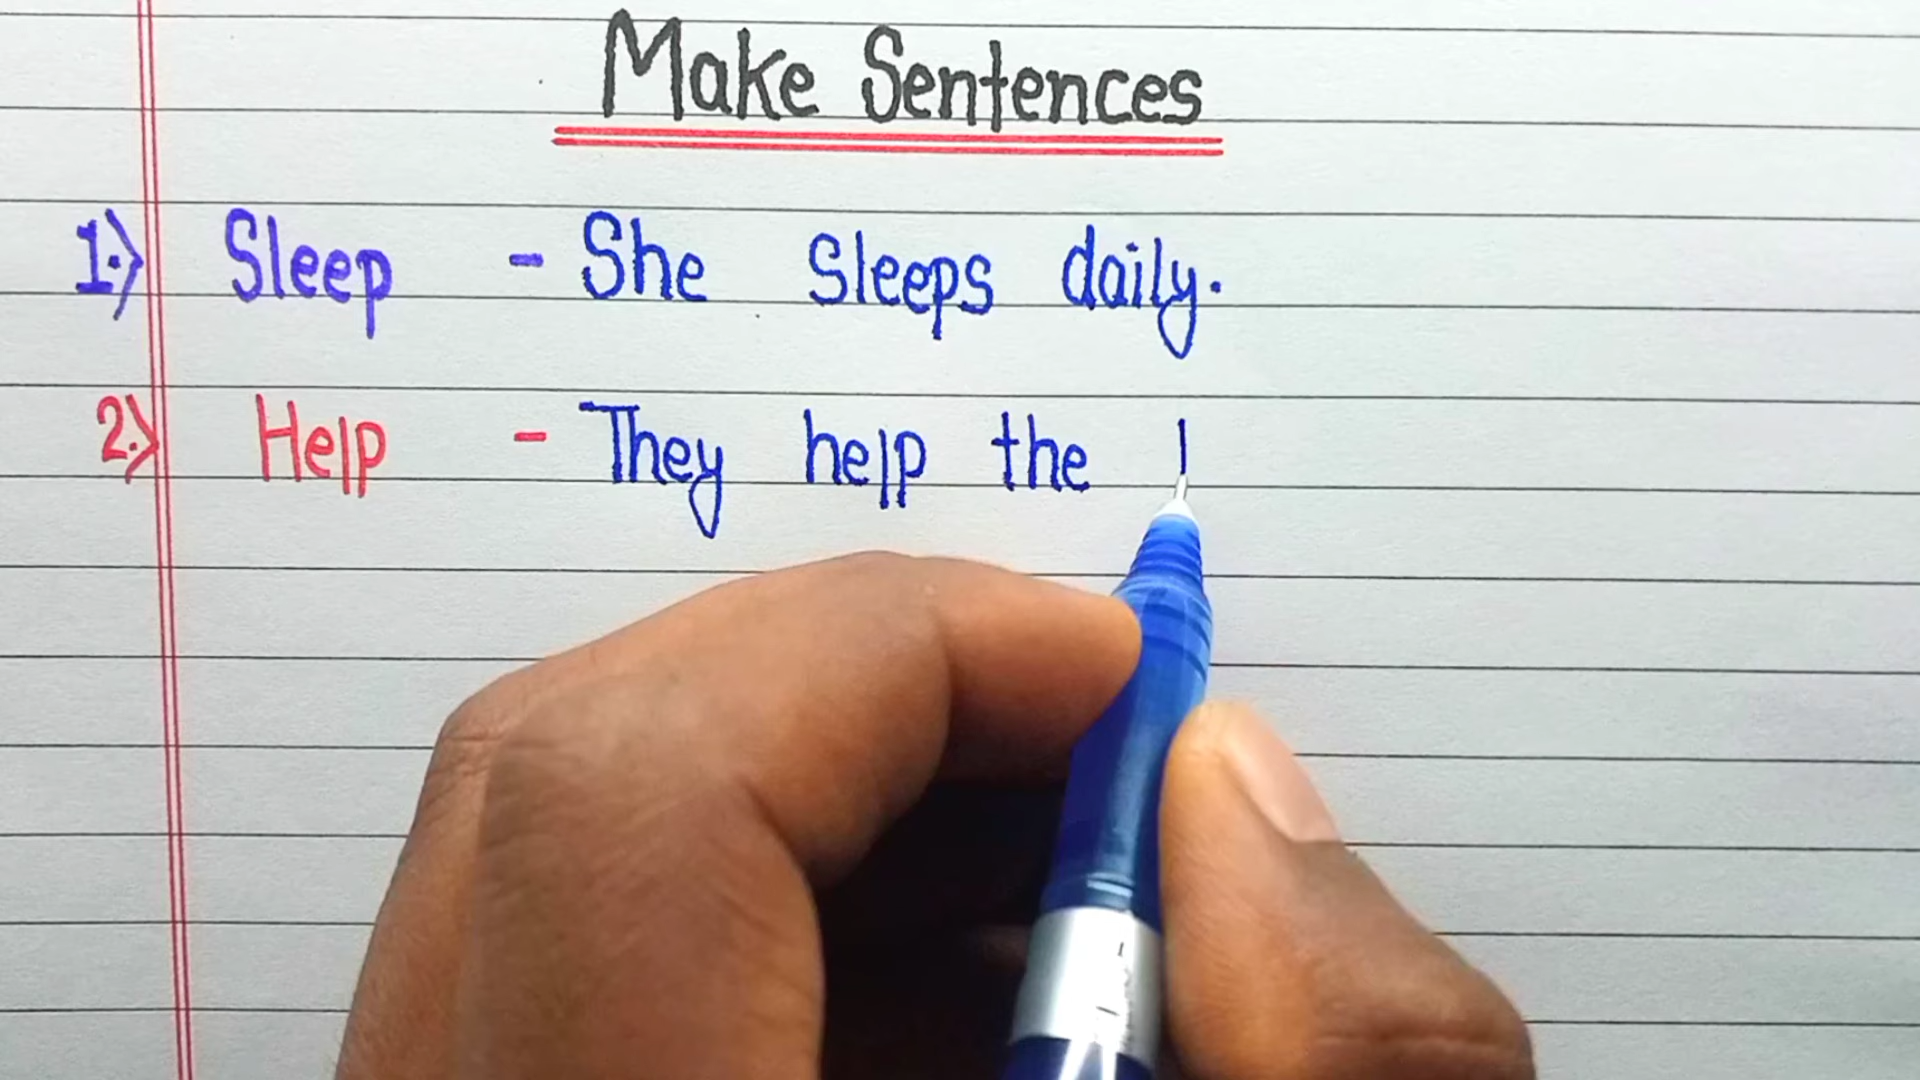 Make Sentences
1.) Sleep - She sleeps daily.
2.) Help - They help the